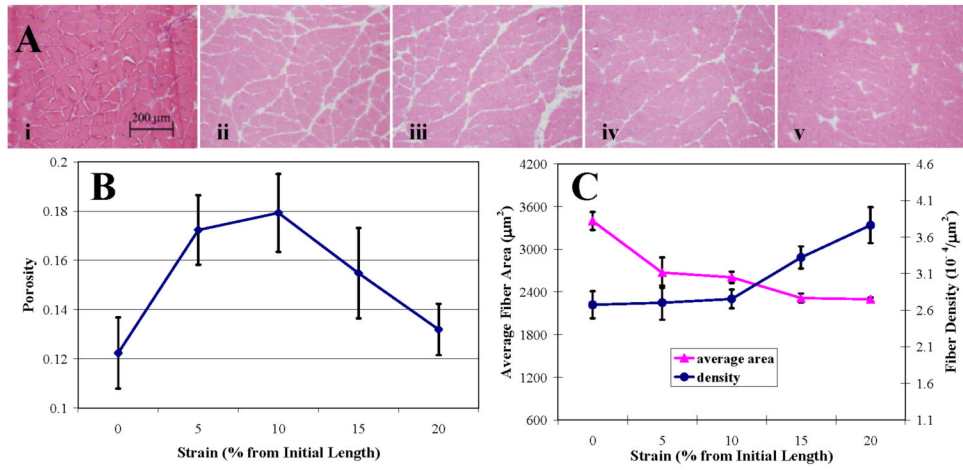 A
i
200 μm
ii
iii
iv
v
B
0.2
0.18
0.16
0.14
0.12
0.1
Porosity
0 5 10 15 20
Strain (% from Initial Length)
C
4200
3600
3000
2400
1800
1200
600
Average Fiber Area (μm²)
4.6
4.1
3.6
3.1
2.6
2.1
1.6
1.1
Fiber Density (10⁻⁴/μm²)
average area
density
0 5 10 15 20
Strain (% from Initial Length)